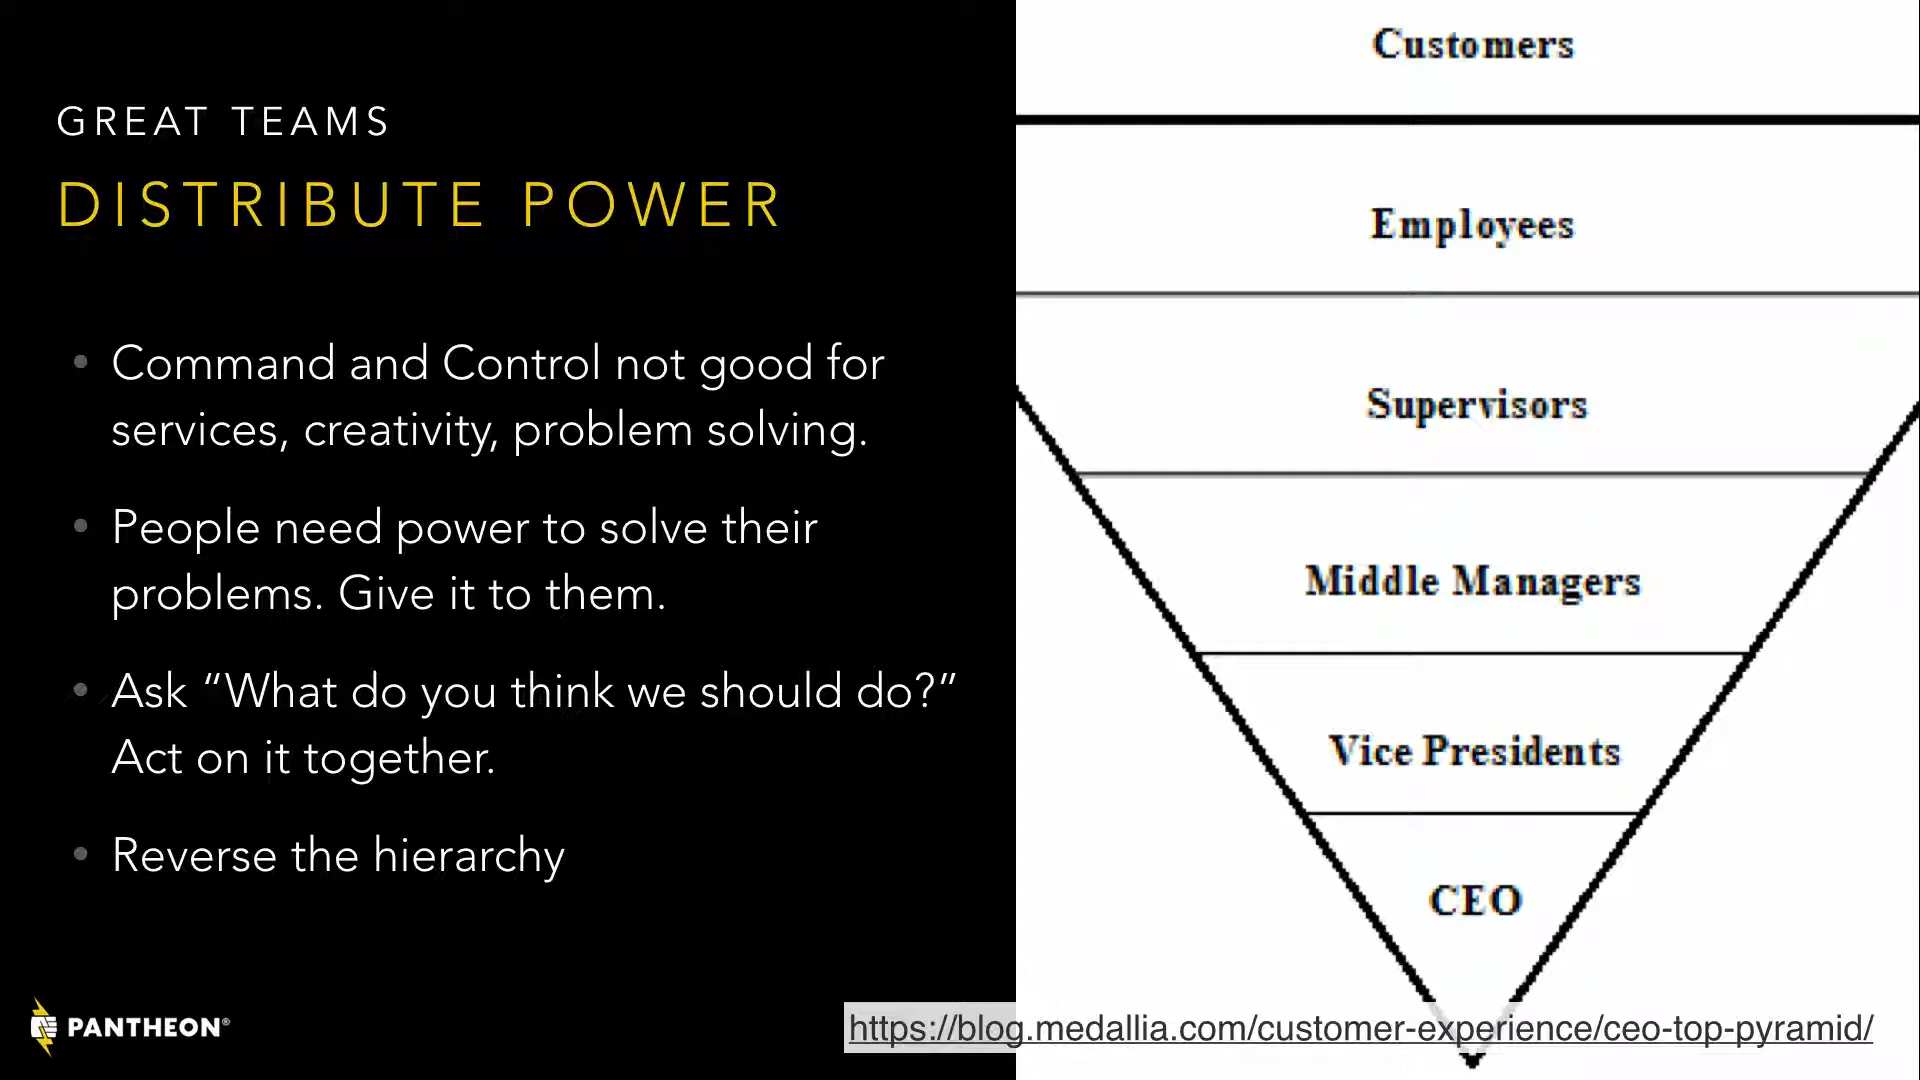 GREAT TEAMS
DISTRIBUTE POWER
• Command and Control not good for
services, creativity, problem solving.
• People need power to solve their
problems. Give it to them.
• Ask “What do you think we should do?”
Act on it together.
• Reverse the hierarchy
PANTHEON®
Customers
Employees
Supervisors
Middle Managers
Vice Presidents
CEO
https://blog.medallia.com/customer-experience/ceo-top-pyramid/